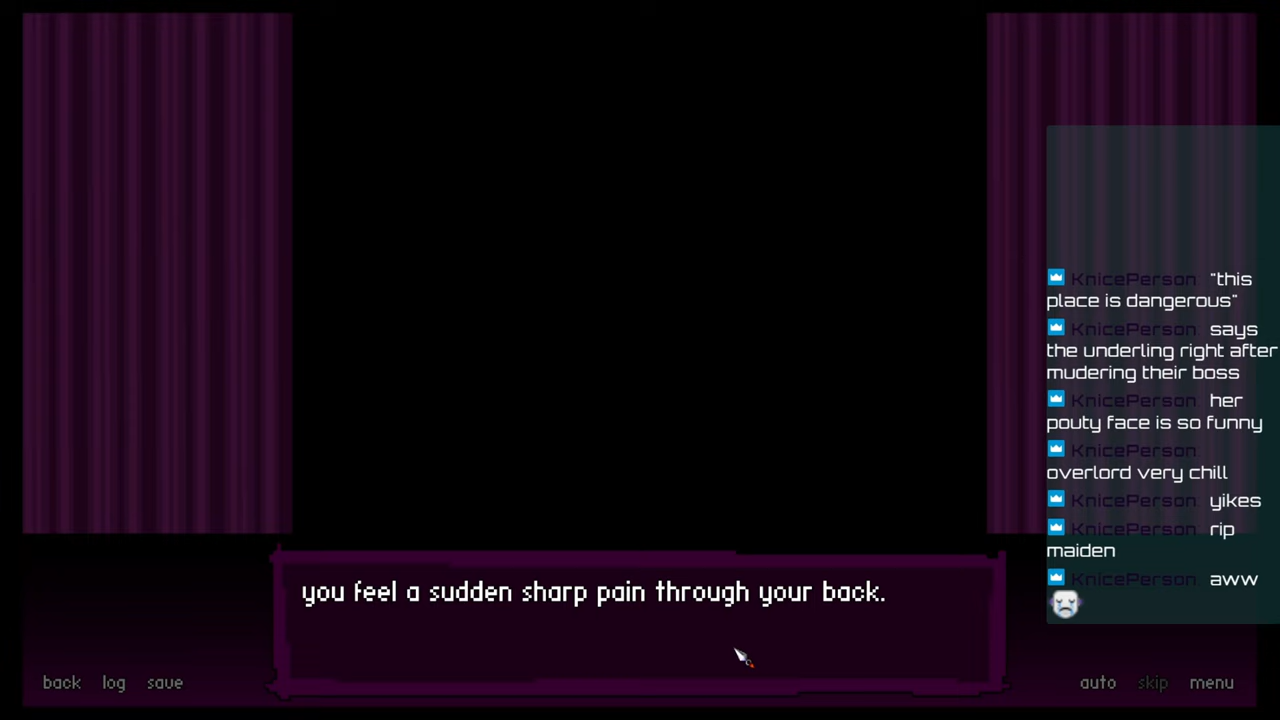 KnicePerson: "this
place is dangerous"
KnicePerson: says
the underling right after
mudering their boss
KnicePerson: her
pouty face is so funny
KnicePerson:
overlord very chill
KnicePerson: yikes
KnicePerson: rip
maiden
KnicePerson: aww
you feel a sudden sharp pain through your back.
back log save
auto skip menu